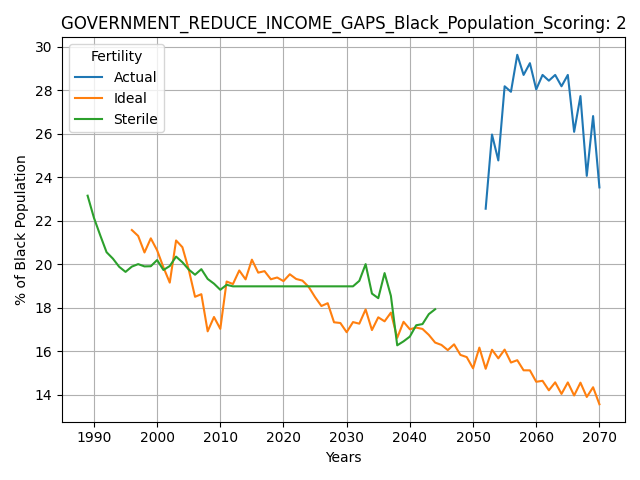 GOVERNMENT_REDUCE_INCOME_GAPS_Black_Population_Scoring: 2
Fertility
Actual
Ideal
Sterile
% of Black Population
30
28
26
24
22
20
18
16
14
1990 2000 2010 2020 2030 2040 2050 2060 2070
Years